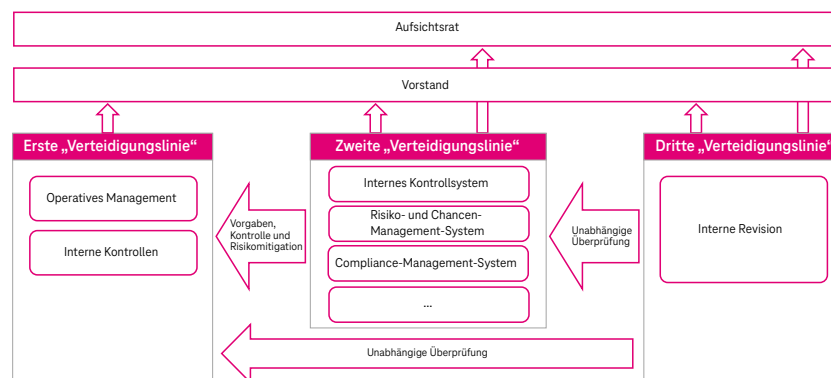 Aufsichtsrat
Vorstand
Erste „Verteidigungslinie“
Operatives Management
Interne Kontrollen
Vorgaben,
Kontrolle und
Risikomitigation
Zweite „Verteidigungslinie“
Internes Kontrollsystem
Risiko- und Chancen-
Management-System
Compliance-Management-System
...
Unabhängige
Überprüfung
Dritte „Verteidigungslinie“
Interne Revision
Unabhängige Überprüfung